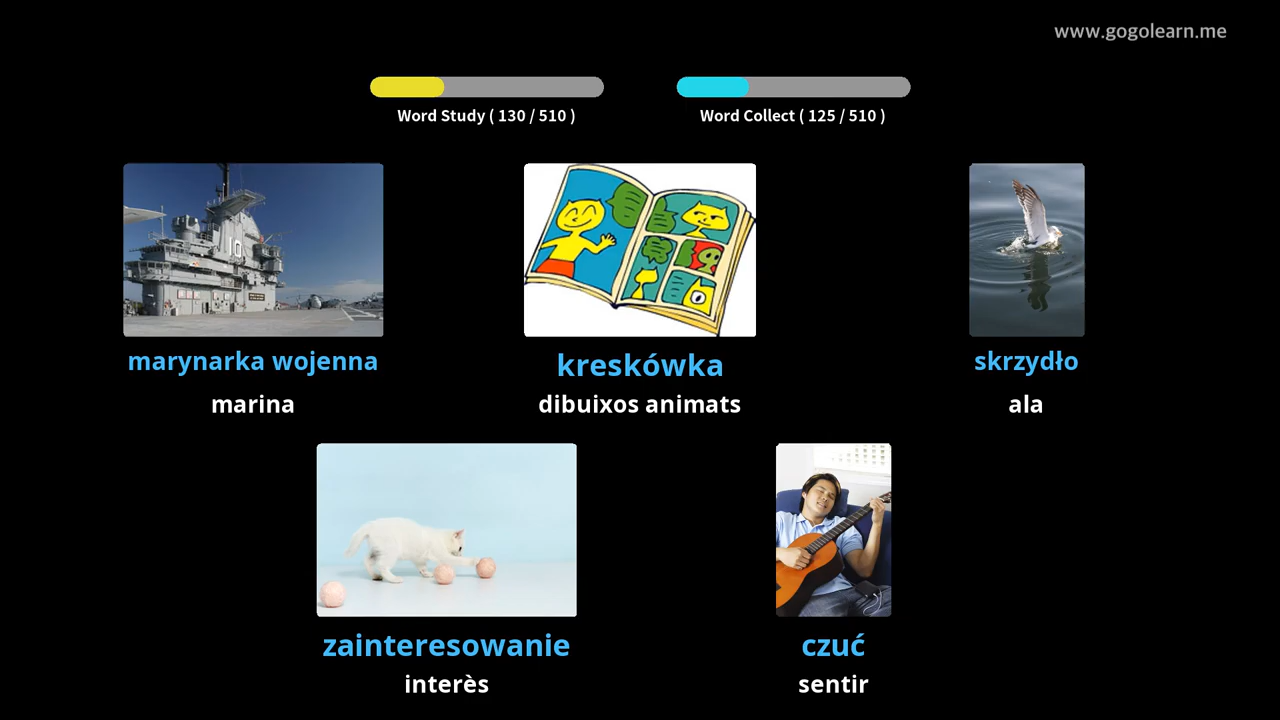 www.gogolearn.me
Word Study ( 130 / 510 )
Word Collect ( 125 / 510 )
marynarka wojenna
marina
kreskówka
dibuixos animats
skrzydło
ala
zainteresowanie
interès
czuć
sentir